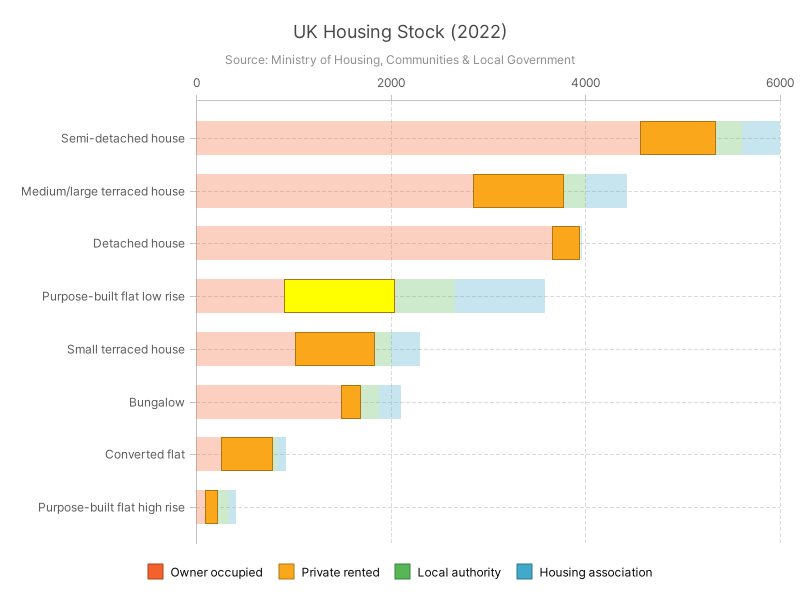 UK Housing Stock (2022)
Source: Ministry of Housing, Communities & Local Government
0 2000 4000 6000
Semi-detached house
Medium/large terraced house
Detached house
Purpose-built flat low rise
Small terraced house
Bungalow
Converted flat
Purpose-built flat high rise
Owner occupied Private rented Local authority Housing association